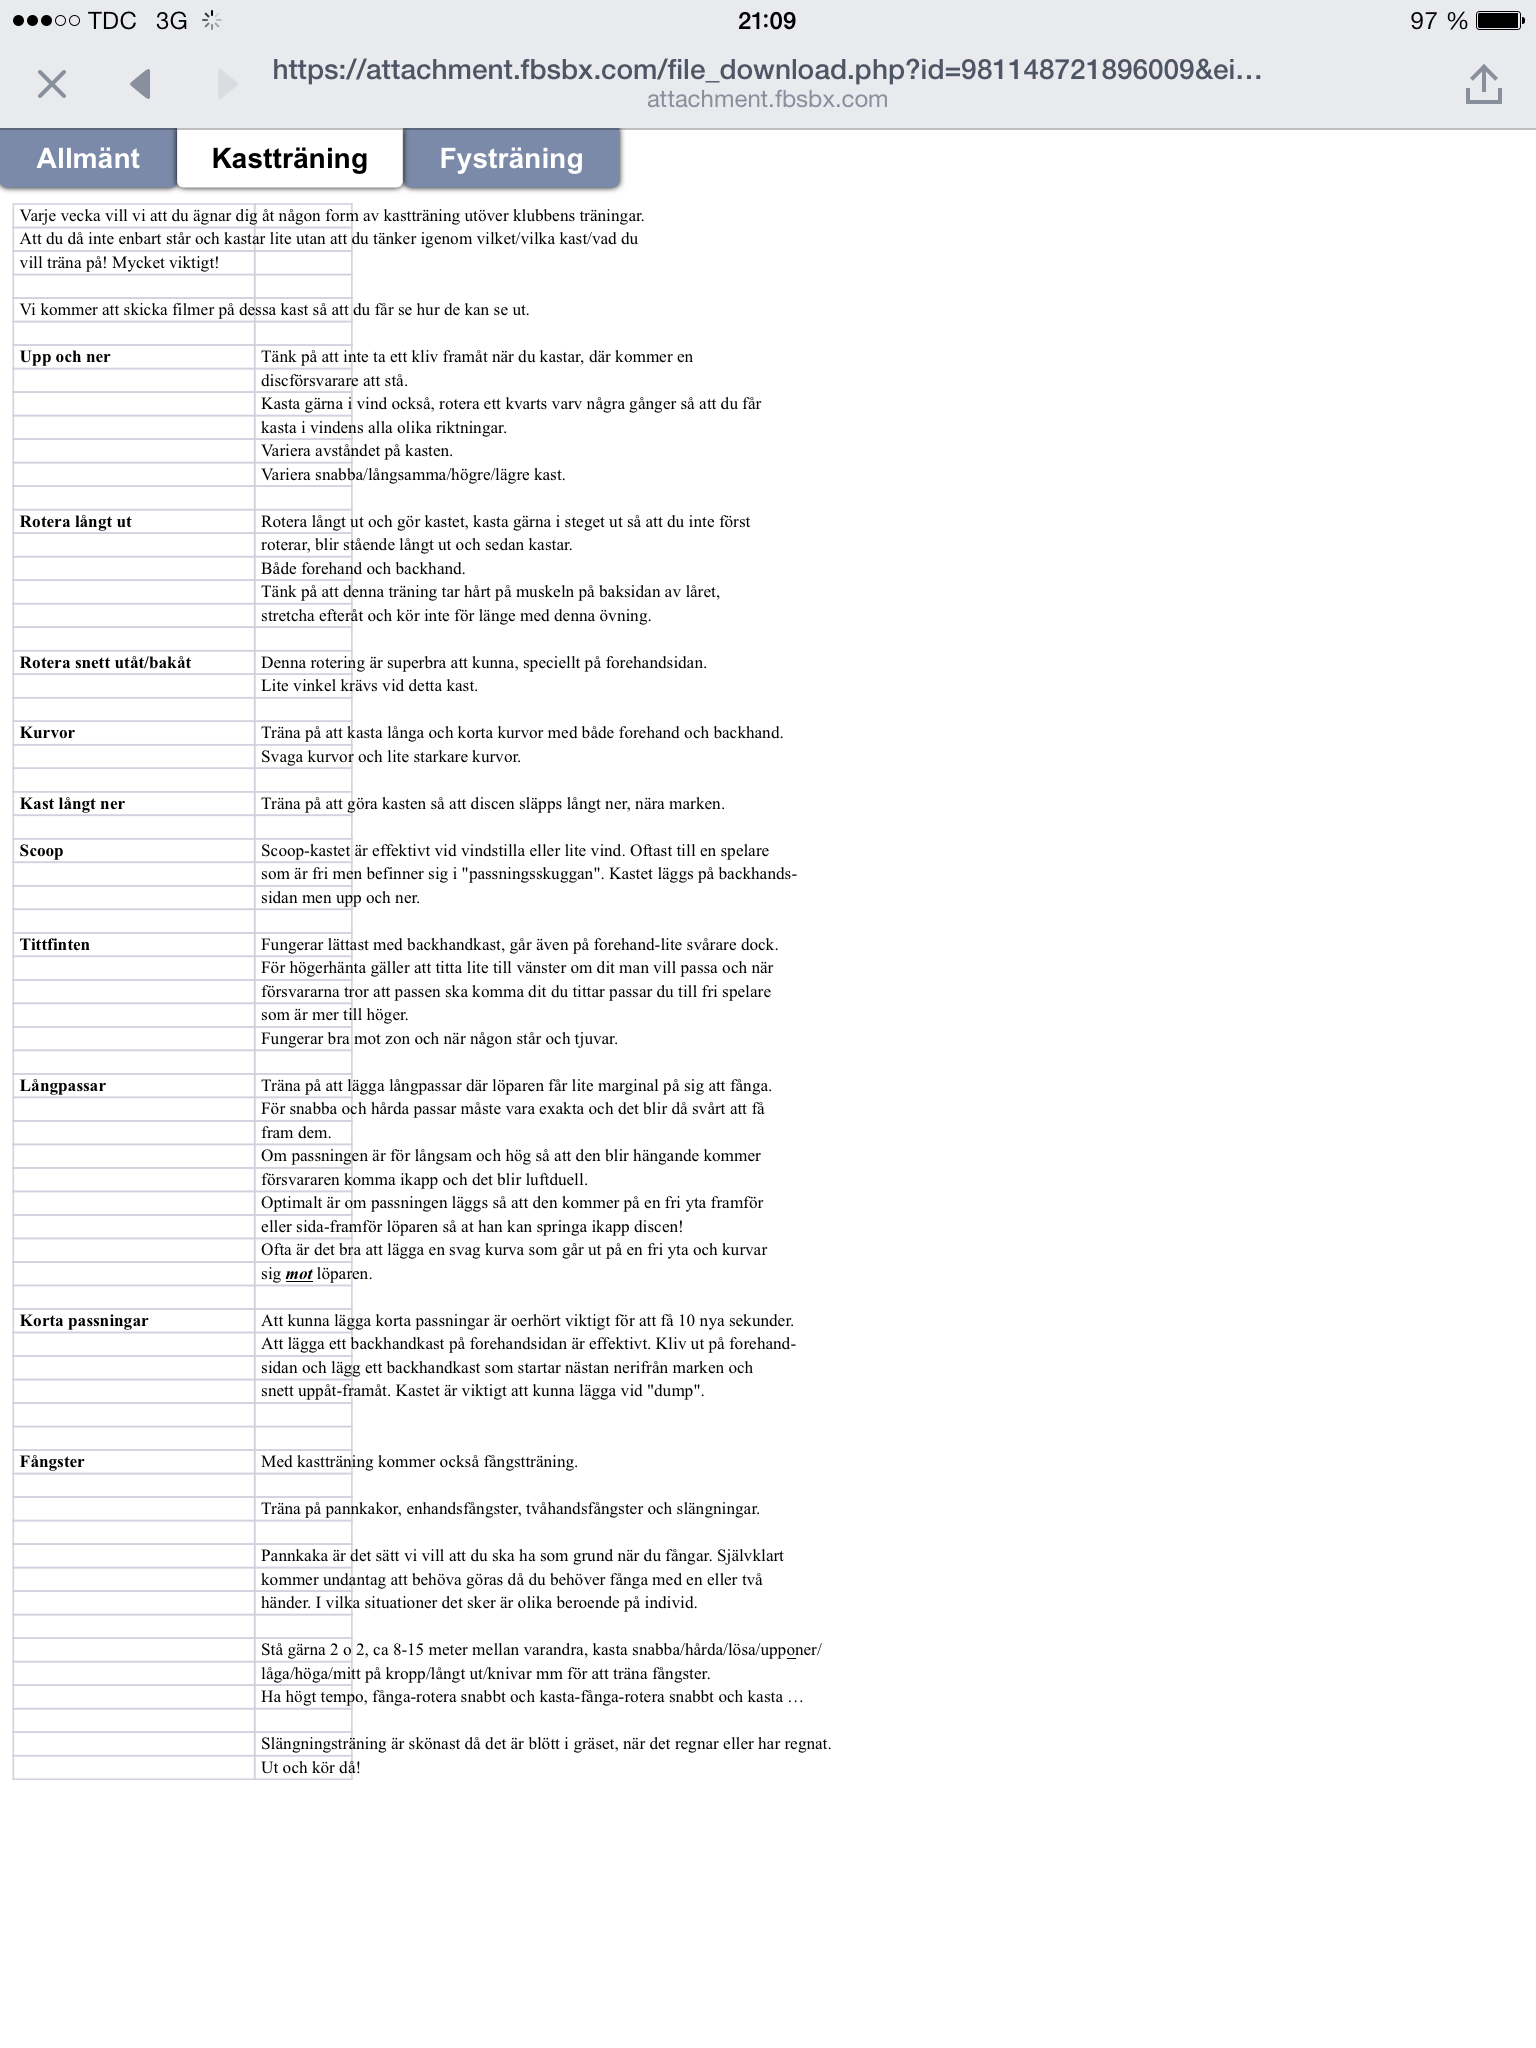 TDC 3G 21:09 97 %
https://attachment.fbsbx.com/file_download.php?id=981148721896009&ei...
attachment.fbsbx.com
Allmänt Kastträning Fysträning
Varje vecka vill vi att du ägnar dig åt någon form av kastträning utöver klubbens träningar.
Att du då inte enbart står och kastar lite utan att du tänker igenom vilket/vilka kast/vad du
vill träna på! Mycket viktigt!
Vi kommer att skicka filmer på dessa kast så att du får se hur de kan se ut.
Upp och ner Tänk på att inte ta ett kliv framåt när du kastar, där kommer en
discförsvarare att stå.
Kasta gärna i vind också, rotera ett kvarts varv några gånger så att du får
kasta i vindens alla olika riktningar.
Variera avståndet på kasten.
Variera snabba/långsamma/högre/lägre kast.
Rotera långt ut Rotera långt ut och gör kastet, kasta gärna i steget ut så att du inte först
roterar, blir stående långt ut och sedan kastar.
Både forehand och backhand.
Tänk på att denna träning tar hårt på muskeln på baksidan av låret,
stretcha efteråt och kör inte för länge med denna övning.
Rotera snett utåt/bakåt Denna rotering är superbra att kunna, speciellt på forehandsidan.
Lite vinkel krävs vid detta kast.
Kurvor Träna på att kasta långa och korta kurvor med både forehand och backhand.
Svaga kurvor och lite starkare kurvor.
Kast långt ner Träna på att göra kasten så att discen släpps långt ner, nära marken.
Scoop Scoop-kastet är effektivt vid vindstilla eller lite vind. Oftast till en spelare
som är fri men befinner sig i "passningsskuggan". Kastet läggs på backhands-
sidan men upp och ner.
Tittfinten Fungerar lättast med backhandkast, går även på forehand-lite svårare dock.
För högerhänta gäller att titta lite till vänster om dit man vill passa och när
försvararna tror att passen ska komma dit du tittar passar du till fri spelare
som är mer till höger.
Fungerar bra mot zon och när någon står och tjuvar.
Långpassar Träna på att lägga långpassar där löparen får lite marginal på sig att fånga.
För snabba och hårda passar måste vara exakta och det blir då svårt att få
fram dem.
Om passningen är för långsam och hög så att den blir hängande kommer
försvararen komma ikapp och det blir luftduell.
Optimalt är om passningen läggs så att den kommer på en fri yta framför
eller sida-framför löparen så at han kan springa ikapp discen!
Ofta är det bra att lägga en svag kurva som går ut på en fri yta och kurvar
sig mot löparen.
Korta passningar Att kunna lägga korta passningar är oerhört viktigt för att få 10 nya sekunder.
Att lägga ett backhandkast på forehandsidan är effektivt. Kliv ut på forehand-
sidan och lägg ett backhandkast som startar nästan nerifrån marken och
snett uppåt-framåt. Kastet är viktigt att kunna lägga vid "dump".
Fångster Med kastträning kommer också fångstträning.
Träna på pannkakor, enhandsfångster, tvåhandsfångster och slängningar.
Pannkaka är det sätt vi vill att du ska ha som grund när du fångar. Självklart
kommer undantag att behöva göras då du behöver fånga med en eller två
händer. I vilka situationer det sker är olika beroende på individ.
Stå gärna 2 o 2, ca 8-15 meter mellan varandra, kasta snabba/hårda/lösa/upponer/
låga/höga/mitt på kropp/långt ut/knivar mm för att träna fångster.
Ha högt tempo, fånga-rotera snabbt och kasta-fånga-rotera snabbt och kasta …
Slängningsträning är skönast då det är blött i gräset, när det regnar eller har regnat.
Ut och kör då!